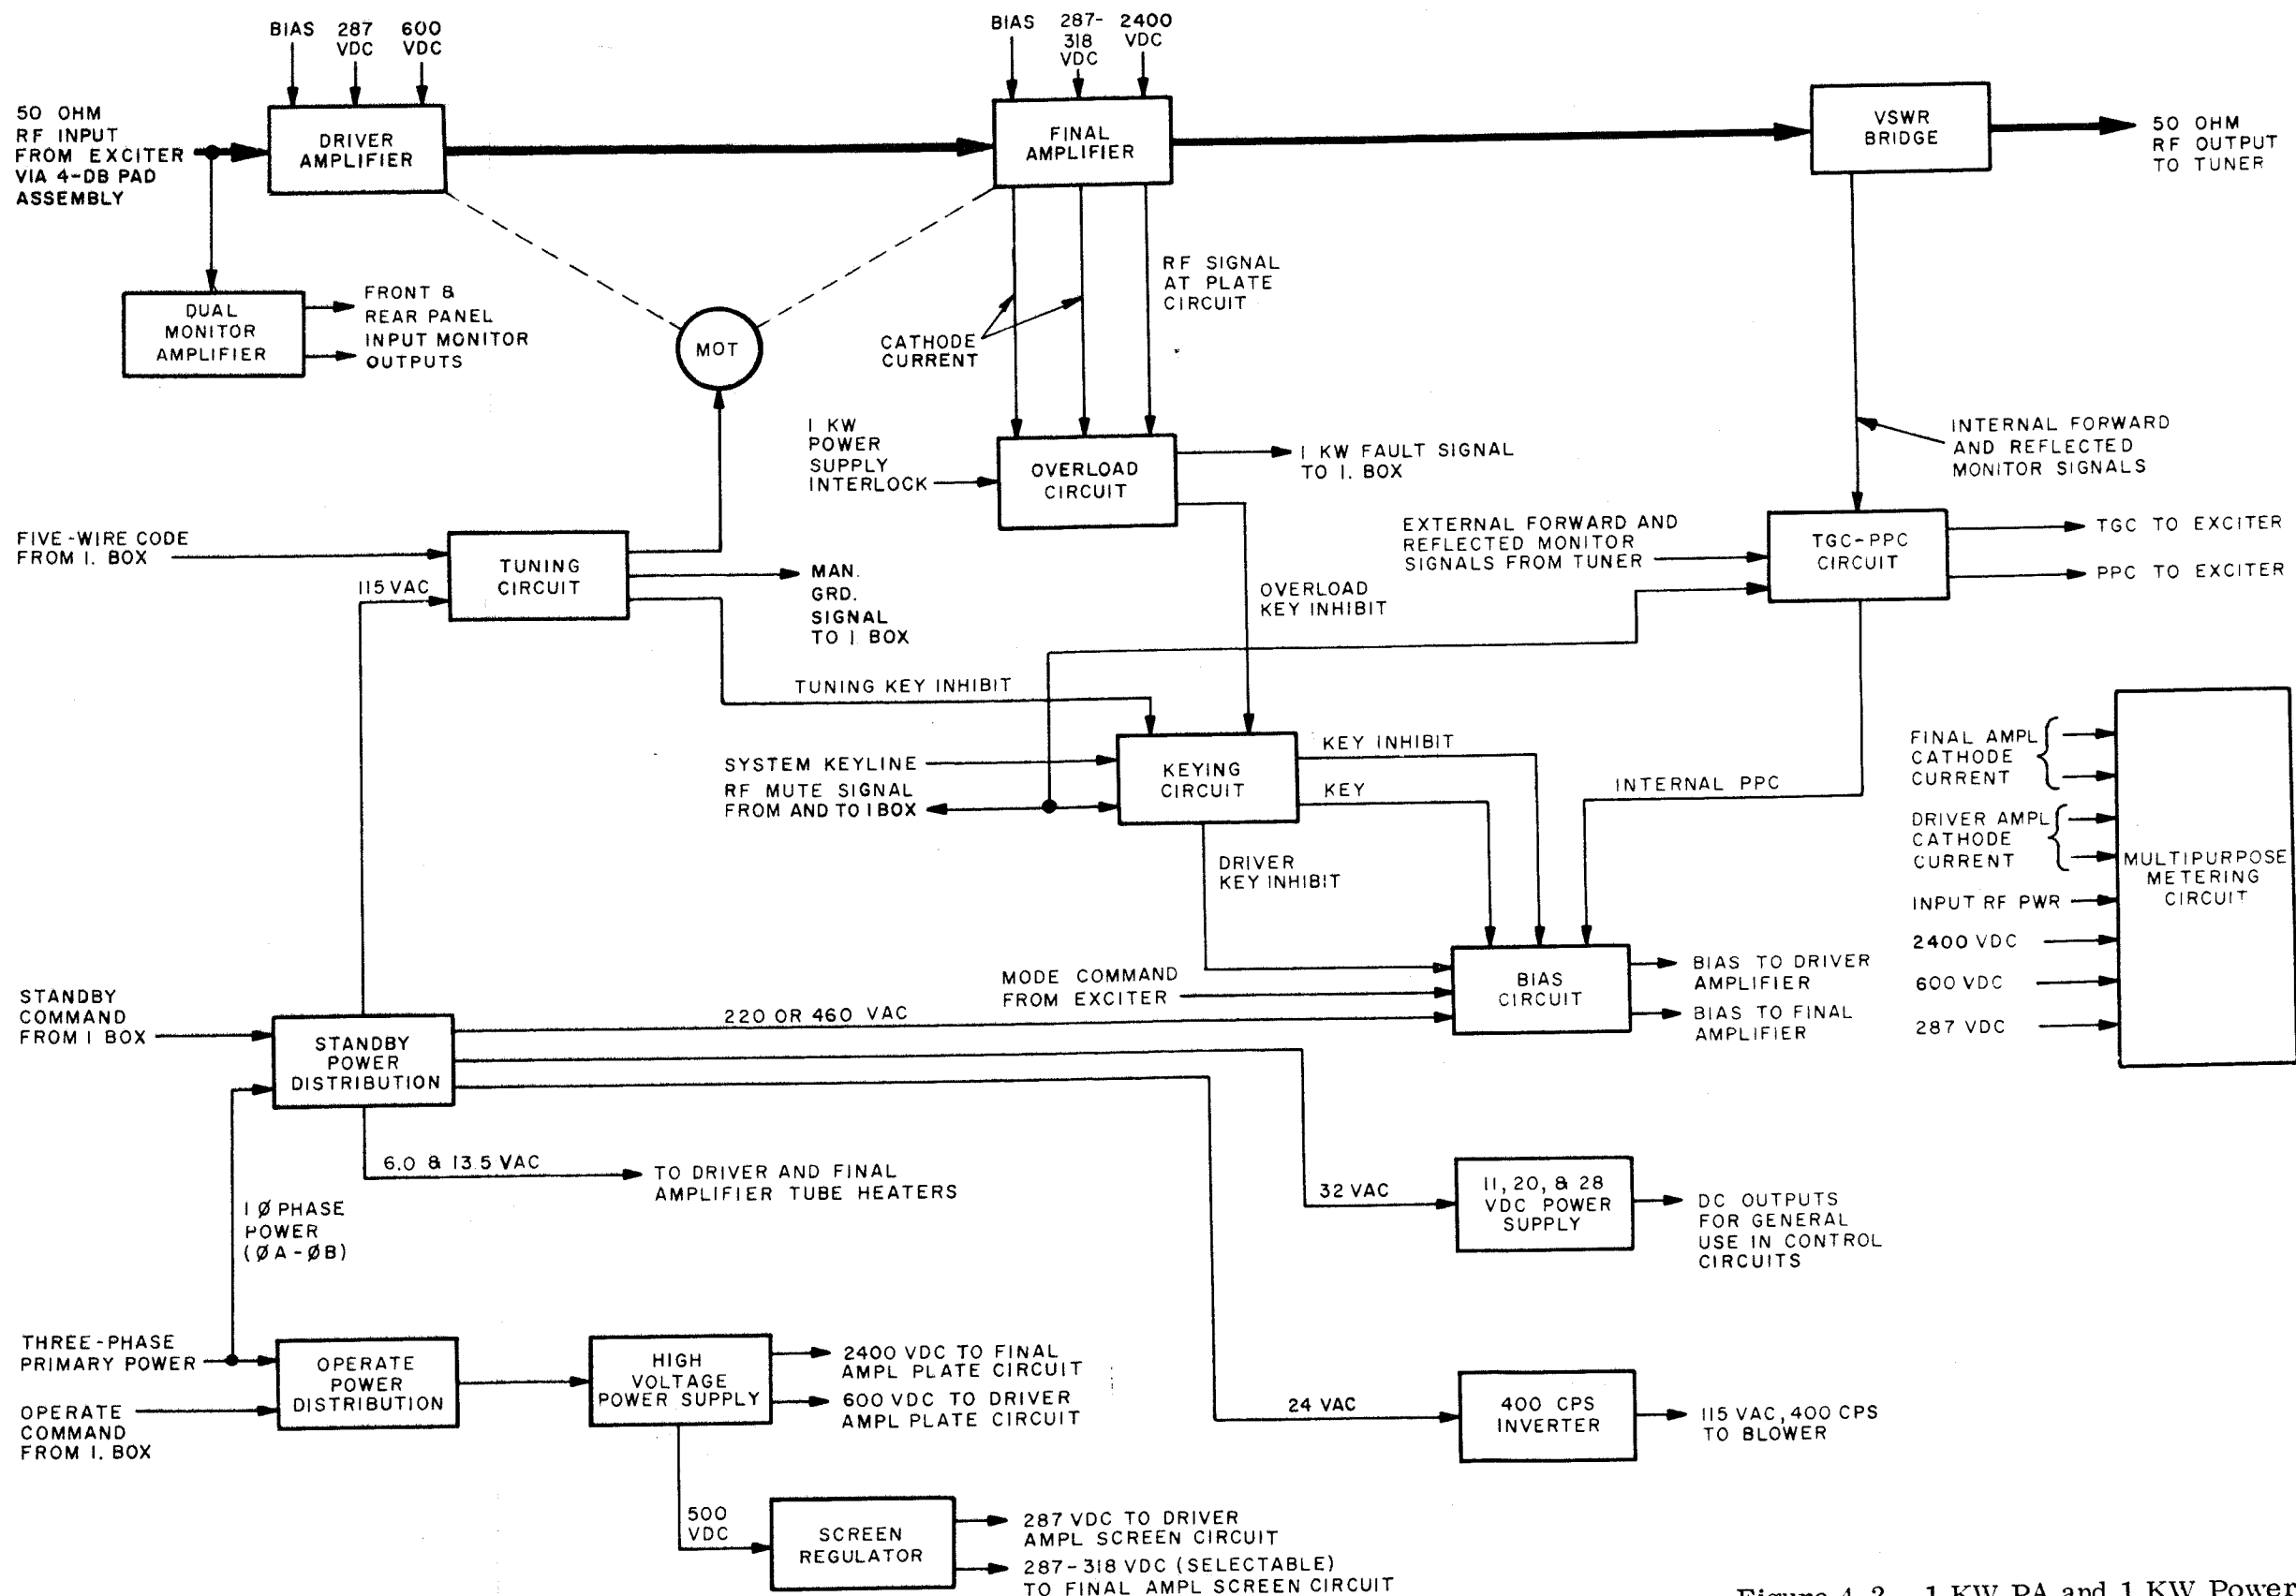 BIAS
287
VDC
600
VDC
BIAS
287-
318
VDC
2400
VDC
50 OHM
RF INPUT
FROM EXCITER
VIA 4-DB PAD
ASSEMBLY
DRIVER
AMPLIFIER
FINAL
AMPLIFIER
VSWR
BRIDGE
50 OHM
RF OUTPUT
TO TUNER
DUAL
MONITOR
AMPLIFIER
FRONT &
REAR PANEL
INPUT MONITOR
OUTPUTS
MOT
CATHODE
CURRENT
RF SIGNAL
AT PLATE
CIRCUIT
1 KW
POWER
SUPPLY
INTERLOCK
OVERLOAD
CIRCUIT
1 KW FAULT SIGNAL
TO I. BOX
INTERNAL FORWARD
AND REFLECTED
MONITOR SIGNALS
FIVE-WIRE CODE
FROM I. BOX
115 VAC
TUNING
CIRCUIT
MAN.
GRD.
SIGNAL
TO I BOX
OVERLOAD
KEY INHIBIT
EXTERNAL FORWARD AND
REFLECTED MONITOR
SIGNALS FROM TUNER
TGC-PPC
CIRCUIT
TGC TO EXCITER
PPC TO EXCITER
TUNING KEY INHIBIT
SYSTEM KEYLINE
RF MUTE SIGNAL
FROM AND TO I BOX
KEYING
CIRCUIT
KEY INHIBIT
KEY
INTERNAL PPC
DRIVER
KEY INHIBIT
FINAL AMPL
CATHODE
CURRENT
DRIVER AMPL
CATHODE
CURRENT
INPUT RF PWR
2400 VDC
600 VDC
287 VDC
MULTIPURPOSE
METERING
CIRCUIT
STANDBY
COMMAND
FROM I BOX
STANDBY
POWER
DISTRIBUTION
220 OR 460 VAC
MODE COMMAND
FROM EXCITER
BIAS
CIRCUIT
BIAS TO DRIVER
AMPLIFIER
BIAS TO FINAL
AMPLIFIER
6.0 & 13.5 VAC
TO DRIVER AND FINAL
AMPLIFIER TUBE HEATERS
1 Ø PHASE
POWER
(ØA-ØB)
32 VAC
11, 20, & 28
VDC POWER
SUPPLY
DC OUTPUTS
FOR GENERAL
USE IN CONTROL
CIRCUITS
THREE-PHASE
PRIMARY POWER
OPERATE
COMMAND
FROM I. BOX
OPERATE
POWER
DISTRIBUTION
HIGH
VOLTAGE
POWER SUPPLY
2400 VDC TO FINAL
AMPL PLATE CIRCUIT
600 VDC TO DRIVER
AMPL PLATE CIRCUIT
24 VAC
400 CPS
INVERTER
115 VAC, 400 CPS
TO BLOWER
500
VDC
SCREEN
REGULATOR
287 VDC TO DRIVER
AMPL SCREEN CIRCUIT
287-318 VDC (SELECTABLE)
TO FINAL AMPL SCREEN CIRCUIT
Figure 4-2. 1 KW PA and 1 KW Power